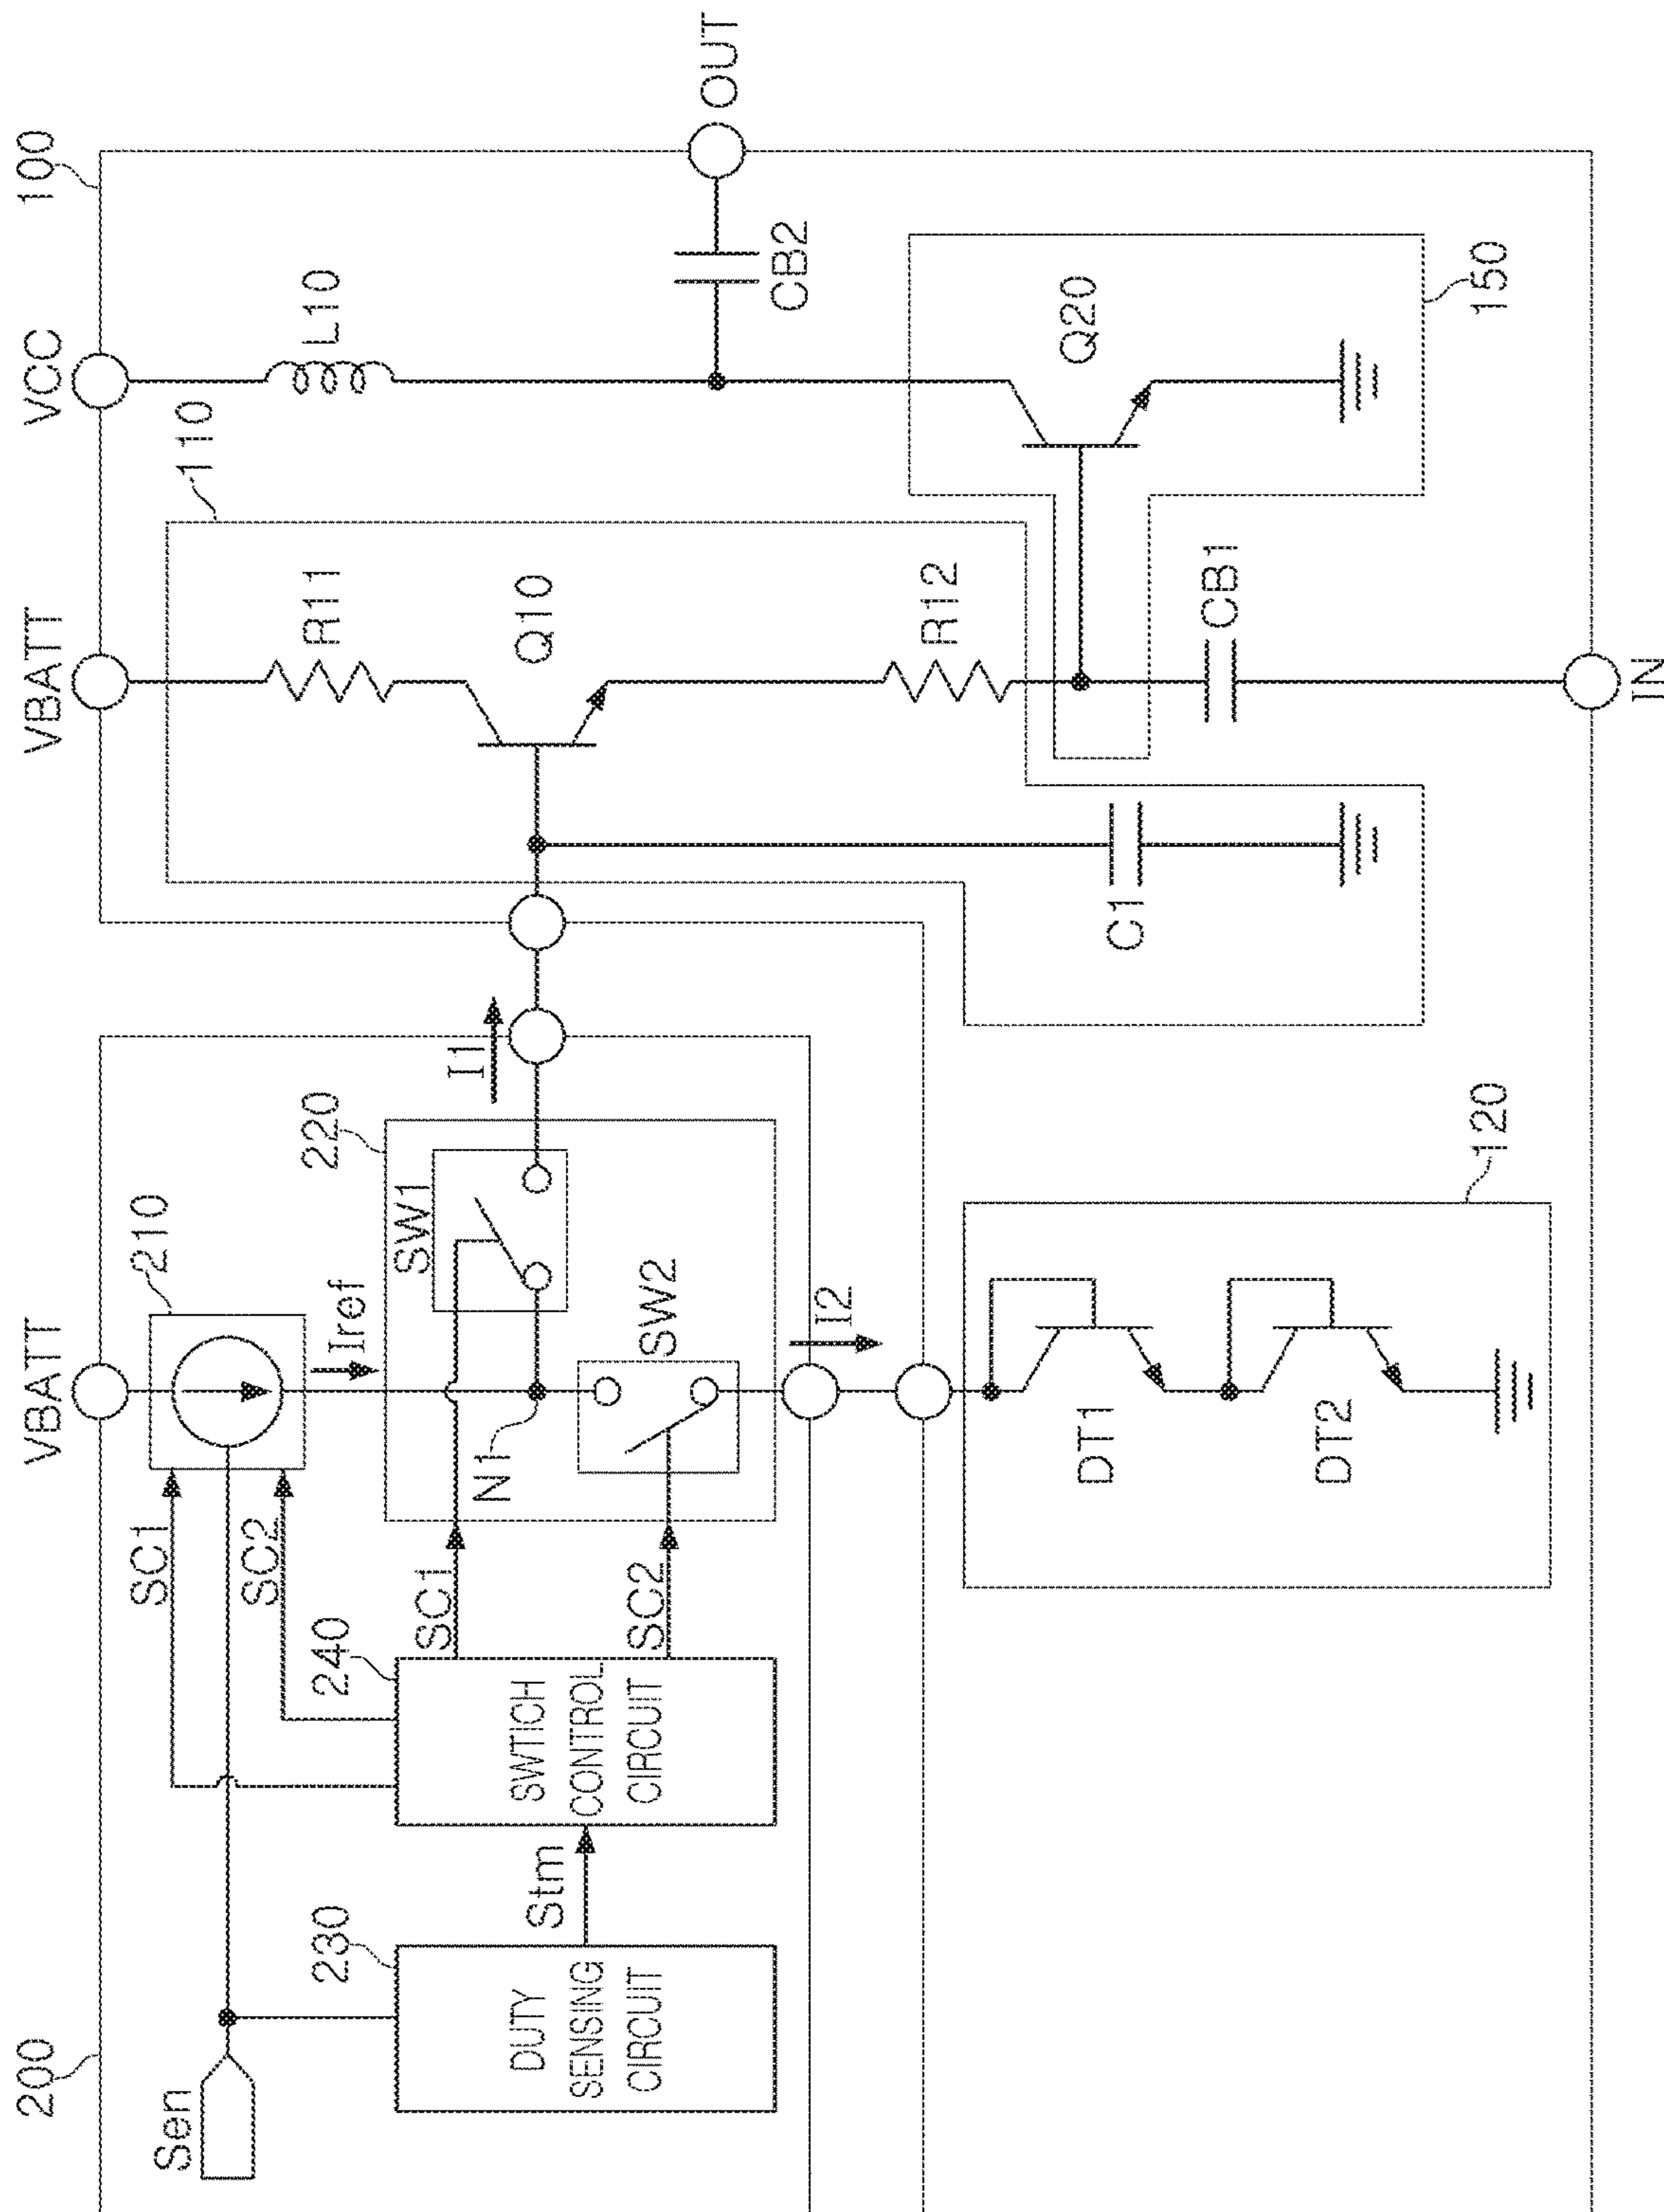 200
Sen
230
DUTY
SENSING
CIRCUIT
Stm
240
SWTICH
CONTROL
CIRCUIT
SC1
SC2
SC1
SC2
VBATT
210
Iref
N1
220
SW1
SW2
I1
I2
120
DT1
DT2
VBATT
110
R11
Q10
R12
C1
CB1
IN
VCC
100
L10
CB2
OUT
Q20
150